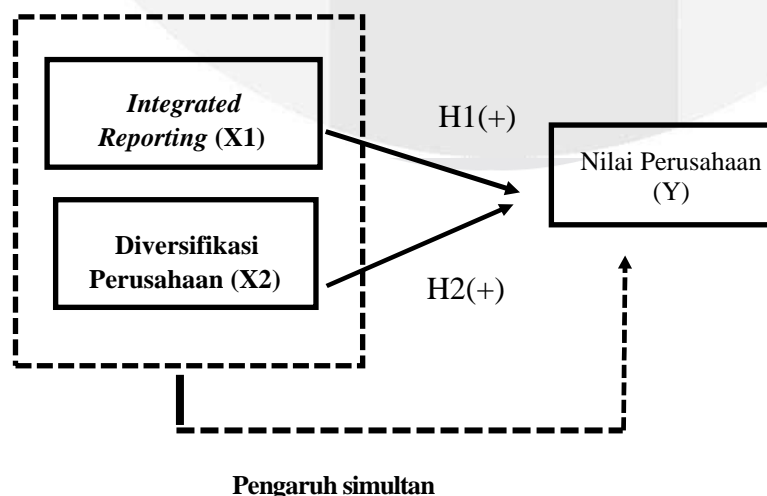 Integrated
Reporting (X1)
H1(+)
Nilai Perusahaan
(Y)
Diversifikasi
Perusahaan (X2)
H2(+)
Pengaruh simultan